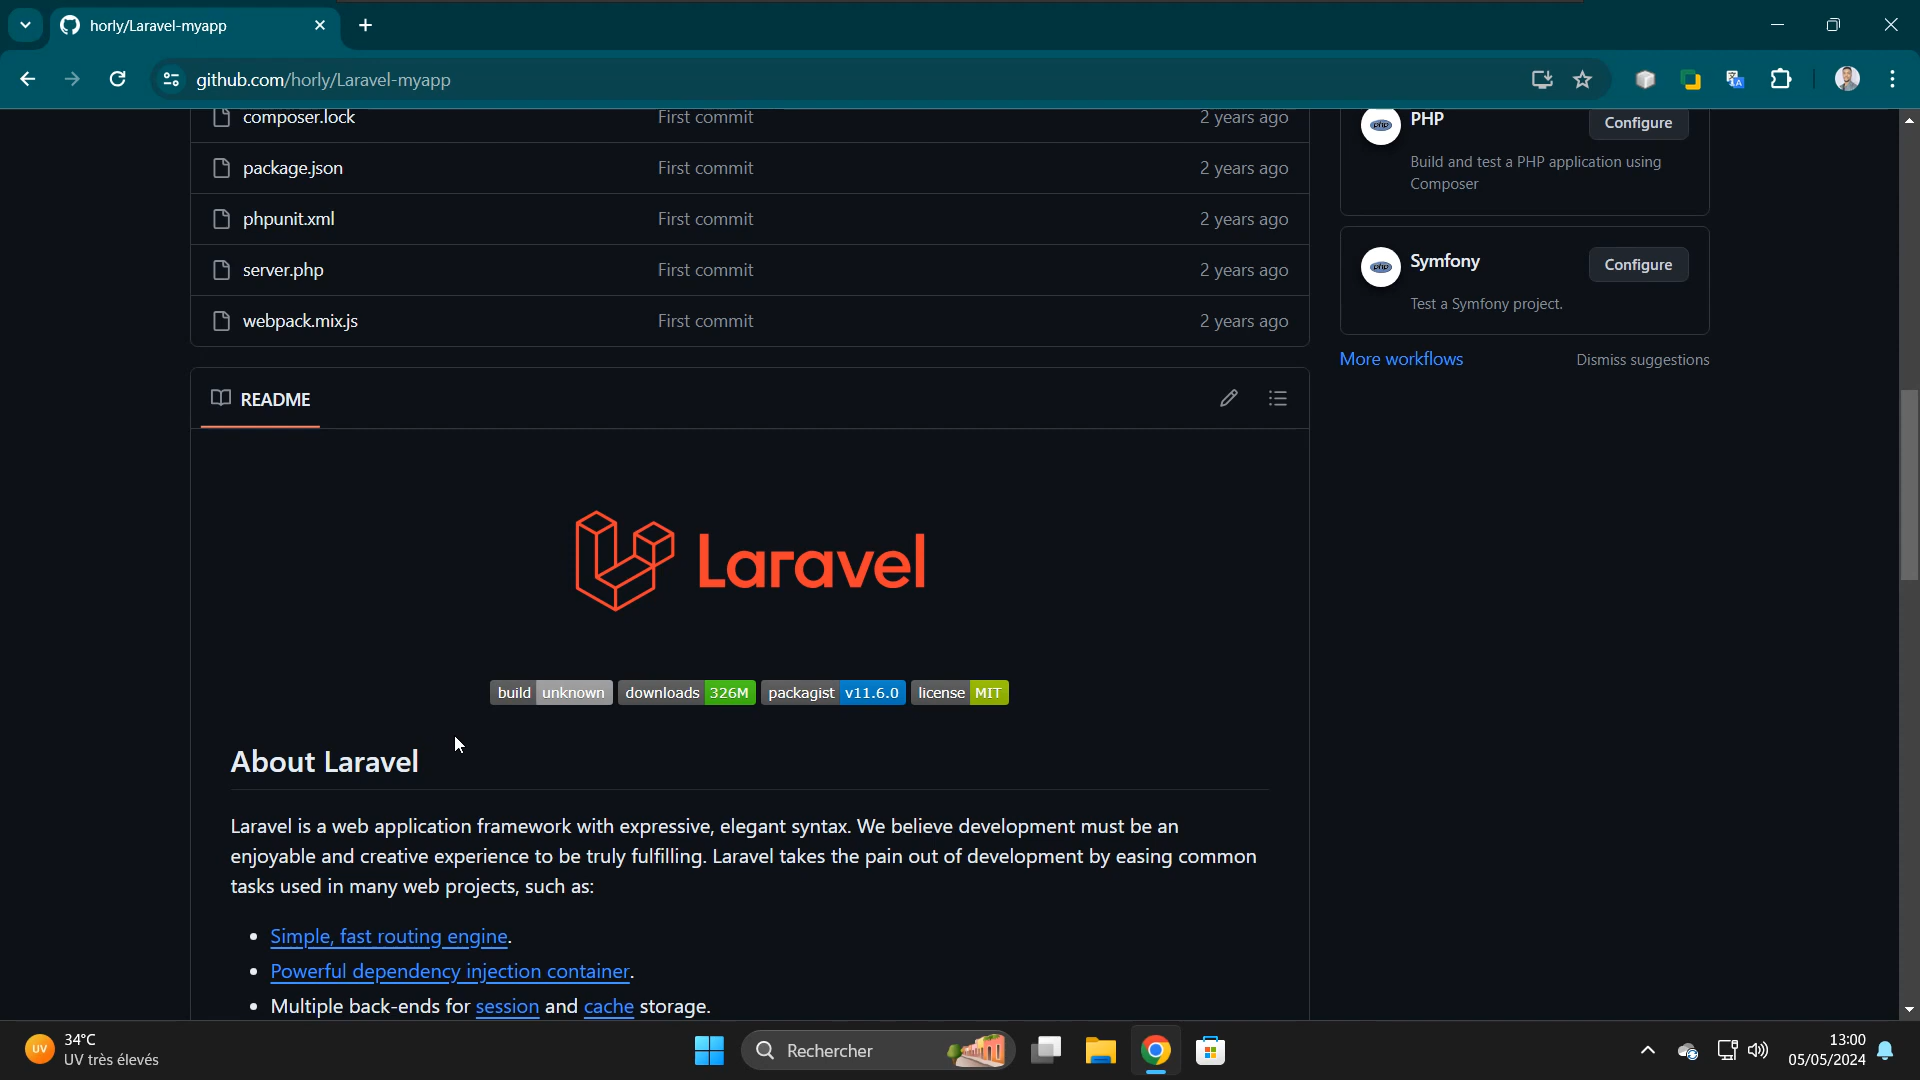 horly/Laravel-myapp
github.com/horly/Laravel-myapp
composer.lock First commit 2 years ago
package.json First commit 2 years ago
phpunit.xml First commit 2 years ago
server.php First commit 2 years ago
webpack.mix.js First commit 2 years ago
php PHP Configure
Build and test a PHP application using
Composer
php Symfony Configure
Test a Symfony project.
More workflows Dismiss suggestions
README
Laravel
build unknown downloads 326M packagist v11.6.0 license MIT
About Laravel
Laravel is a web application framework with expressive, elegant syntax. We believe development must be an
enjoyable and creative experience to be truly fulfilling. Laravel takes the pain out of development by easing common
tasks used in many web projects, such as:
• Simple, fast routing engine.
• Powerful dependency injection container.
• Multiple back-ends for session and cache storage.
UV 34°C
UV très élevés
Rechercher
13:00
05/05/2024